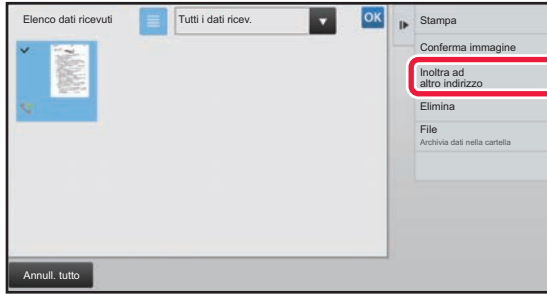 Elenco dati ricevuti
Tutti i dati ricev.
OK
Stampa
Conferma immagine
Inoltra ad
altro indirizzo
Elimina
File
Archivia dati nella cartella
Annull. tutto